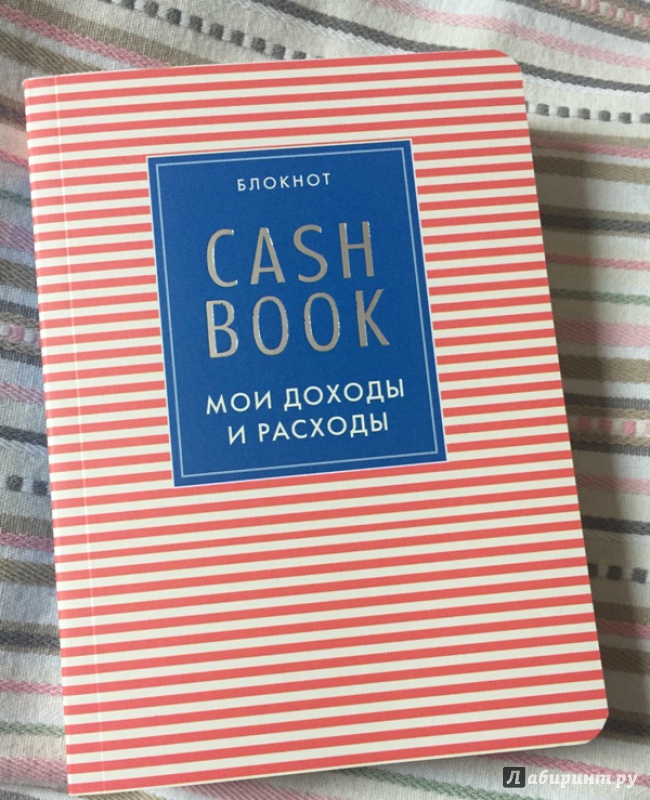 БЛОКНОТ
CASH
BOOK
МОИ ДОХОДЫ
И РАСХОДЫ
Лабиринт.ру